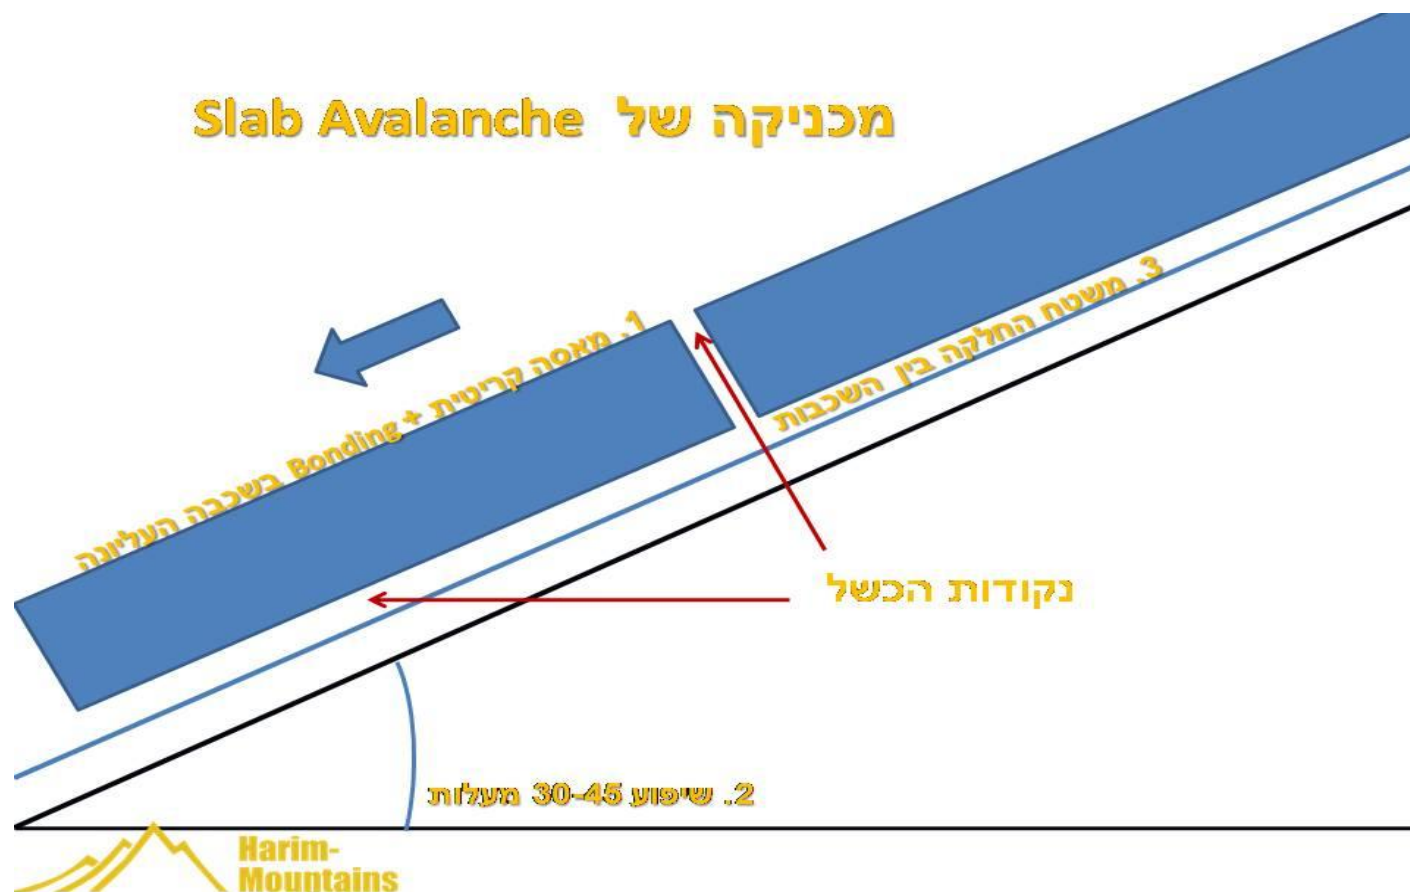 מכניקה של Slab Avalanche
1. מאסה קריטית + Bonding בשכבה העליונה
3. משטח החלקה בין השכבות
נקודות הכשל
2. שיפוע 30-45 מעלות
Harim-
Mountains